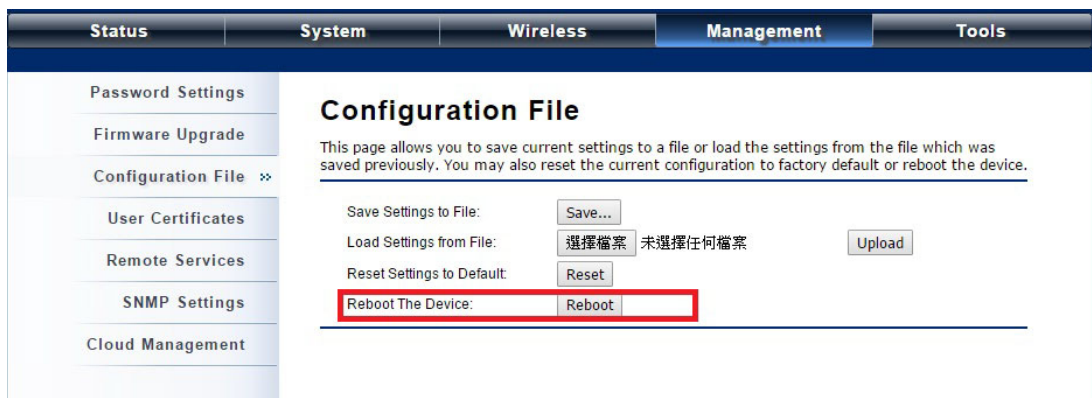 Status System Wireless Management Tools
Password Settings
Firmware Upgrade
Configuration File »
User Certificates
Remote Services
SNMP Settings
Cloud Management
Configuration File
This page allows you to save current settings to a file or load the settings from the file which was
saved previously. You may also reset the current configuration to factory default or reboot the device.
Save Settings to File: Save...
Load Settings from File: 選擇檔案 未選擇任何檔案 Upload
Reset Settings to Default: Reset
Reboot The Device: Reboot